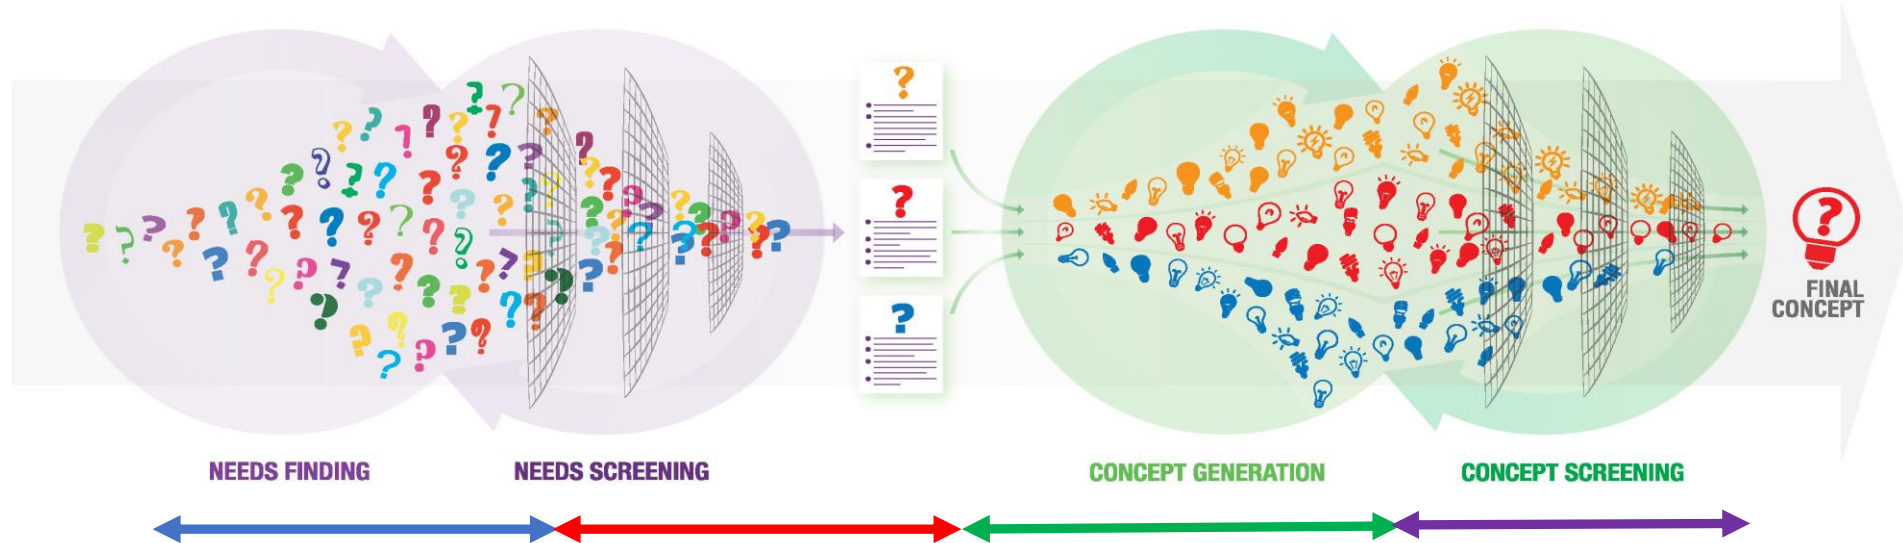 FINAL
CONCEPT
NEEDS FINDING
NEEDS SCREENING
CONCEPT GENERATION
CONCEPT SCREENING